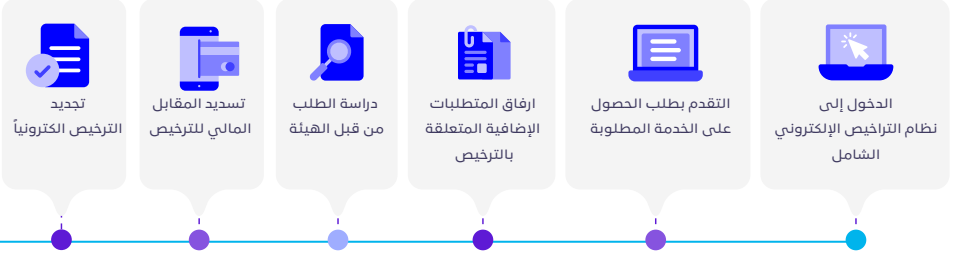 الدخول إلى
نظام التراخيص الإلكتروني
الشامل
التقدم بطلب الحصول
على الخدمة المطلوبة
ارفاق المتطلبات
الإضافية المتعلقة
بالترخيص
دراسة الطلب
من قبل الهيئة
تسديد المقابل
المالي للترخيص
تجديد
الترخيص الكترونياً